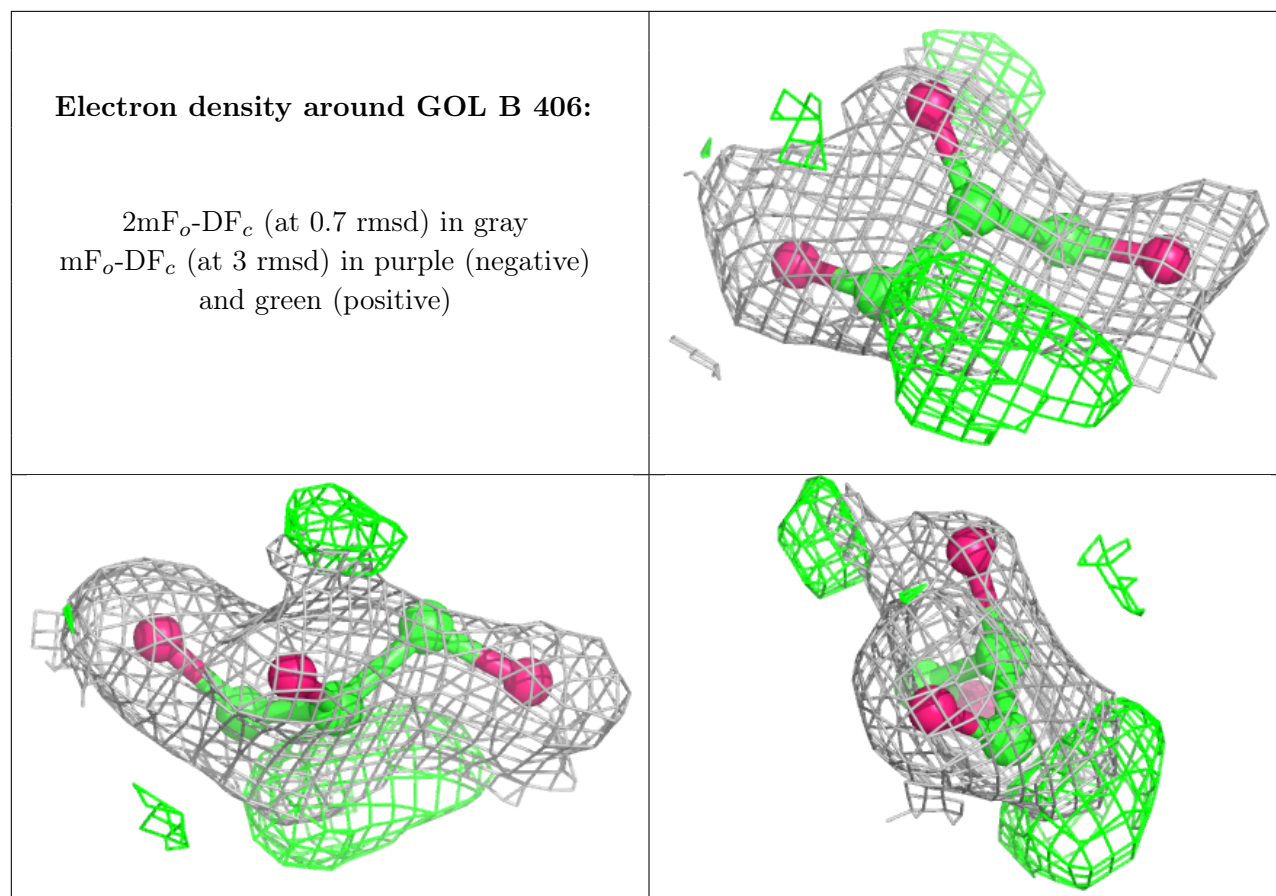 Electron density around GOL B 406:
2mFo-DFc (at 0.7 rmsd) in gray
mFo-DFc (at 3 rmsd) in purple (negative)
and green (positive)